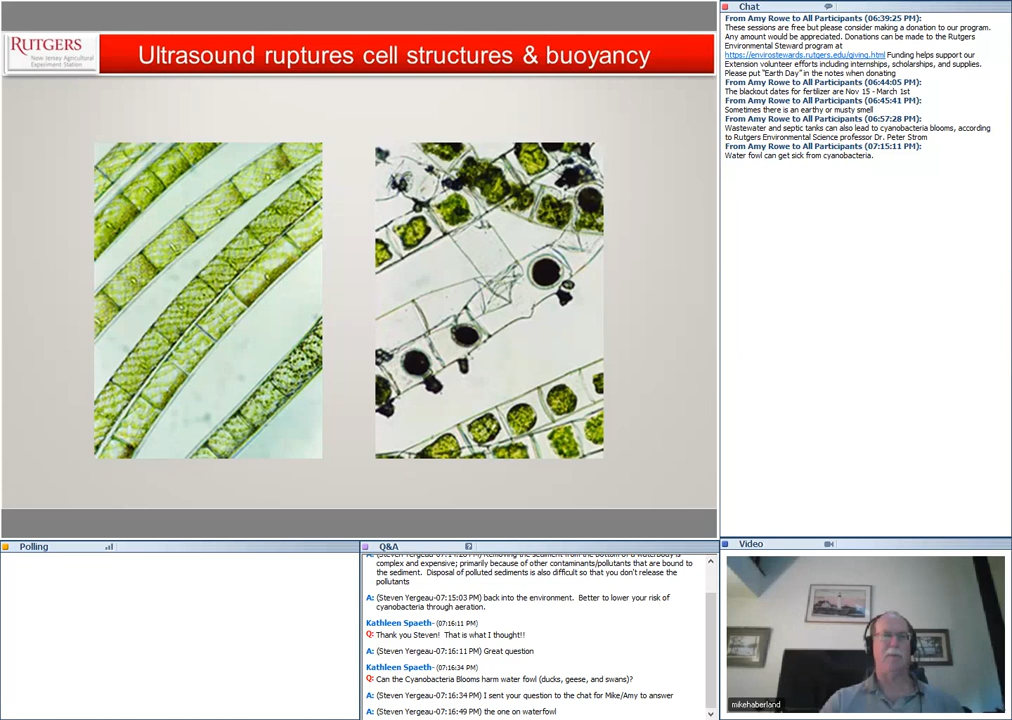 RUTGERS
New Jersey Agricultural
Experiment Station
Ultrasound ruptures cell structures & buoyancy
Chat
From Amy Rowe to All Participants (06:39:25 PM):
These sessions are free but please consider making a donation to our program.
Any amount would be appreciated. Donations can be made to the Rutgers
Environmental Steward program at
https://envirostewards.rutgers.edu/giving.html Funding helps support our
Extension volunteer efforts including internships, scholarships, and supplies.
Please put "Earth Day" in the notes when donating
From Amy Rowe to All Participants (06:44:05 PM):
The blackout dates for fertilizer are Nov 15 - March 1st
From Amy Rowe to All Participants (06:45:41 PM):
Sometimes there is an earthy or musty smell
From Amy Rowe to All Participants (06:57:28 PM):
Wastewater and septic tanks can also lead to cyanobacteria blooms, according
to Rutgers Environmental Science professor Dr. Peter Strom
From Amy Rowe to All Participants (07:15:11 PM):
Water fowl can get sick from cyanobacteria.
Polling
Q&A
Removing the sediment from the bottom of a waterbody is
complex and expensive; primarily because of other contaminants/pollutants that are bound to
the sediment. Disposal of polluted sediments is also difficult so that you don't release the
pollutants
A: (Steven Yergeau-07:15:03 PM) back into the environment. Better to lower your risk of
cyanobacteria through aeration.
Kathleen Spaeth- (07:16:11 PM)
Q: Thank you Steven! That is what I thought!!
A: (Steven Yergeau-07:16:11 PM) Great question
Kathleen Spaeth- (07:16:34 PM)
Q: Can the Cyanobacteria Blooms harm water fowl (ducks, geese, and swans)?
A: (Steven Yergeau-07:16:34 PM) I sent your question to the chat for Mike/Amy to answer
A: (Steven Yergeau-07:16:49 PM) the one on waterfowl
Video
mikehaberland